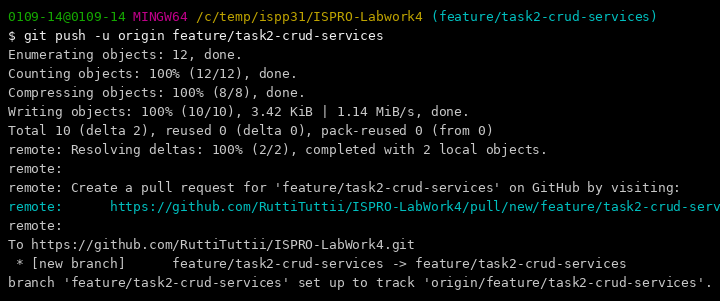 0109-14@0109-14 MINGW64 /c/temp/ispp31/ISPRO-Labwork4 (feature/task2-crud-services)
$ git push -u origin feature/task2-crud-services
Enumerating objects: 12, done.
Counting objects: 100% (12/12), done.
Compressing objects: 100% (8/8), done.
Writing objects: 100% (10/10), 3.42 KiB | 1.14 MiB/s, done.
Total 10 (delta 2), reused 0 (delta 0), pack-reused 0 (from 0)
remote: Resolving deltas: 100% (2/2), completed with 2 local objects.
remote:
remote: Create a pull request for 'feature/task2-crud-services' on GitHub by visiting:
remote:      https://github.com/RuttiTuttii/ISPRO-LabWork4/pull/new/feature/task2-crud-serv
remote:
To https://github.com/RuttiTuttii/ISPRO-LabWork4.git
 * [new branch]      feature/task2-crud-services -> feature/task2-crud-services
branch 'feature/task2-crud-services' set up to track 'origin/feature/task2-crud-services'.